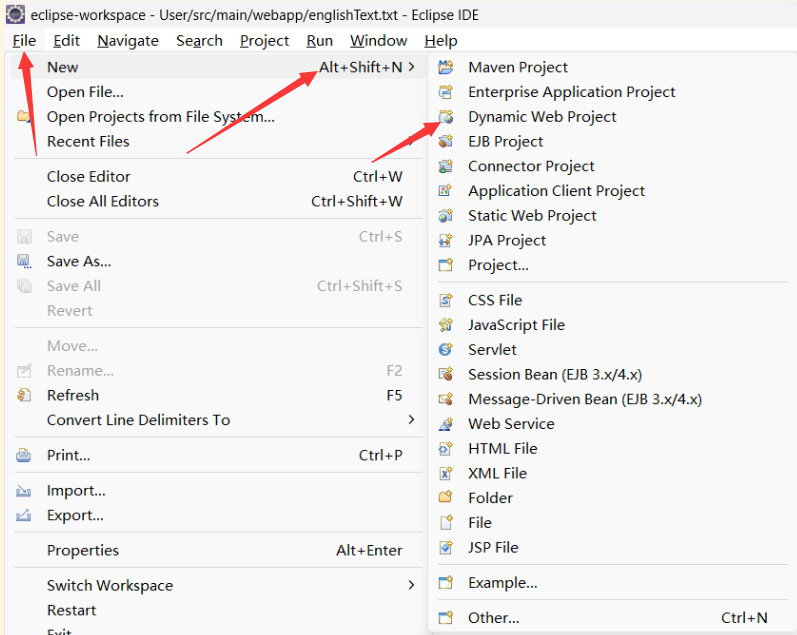 eclipse-workspace - User/src/main/webapp/englishText.txt - Eclipse IDE
File Edit Navigate Search Project Run Window Help
New Alt+Shift+N >
Open File...
Open Projects from File System...
Recent Files
Close Editor Ctrl+W
Close All Editors Ctrl+Shift+W
Save Ctrl+S
Save As...
Save All Ctrl+Shift+S
Revert
Move...
Rename... F2
Refresh F5
Convert Line Delimiters To >
Print... Ctrl+P
Import...
Export...
Properties Alt+Enter
Switch Workspace >
Restart
Exit
Maven Project
Enterprise Application Project
Dynamic Web Project
EJB Project
Connector Project
Application Client Project
Static Web Project
JPA Project
Project...
CSS File
JavaScript File
Servlet
Session Bean (EJB 3.x/4.x)
Message-Driven Bean (EJB 3.x/4.x)
Web Service
HTML File
XML File
Folder
File
JSP File
Example...
Other... Ctrl+N